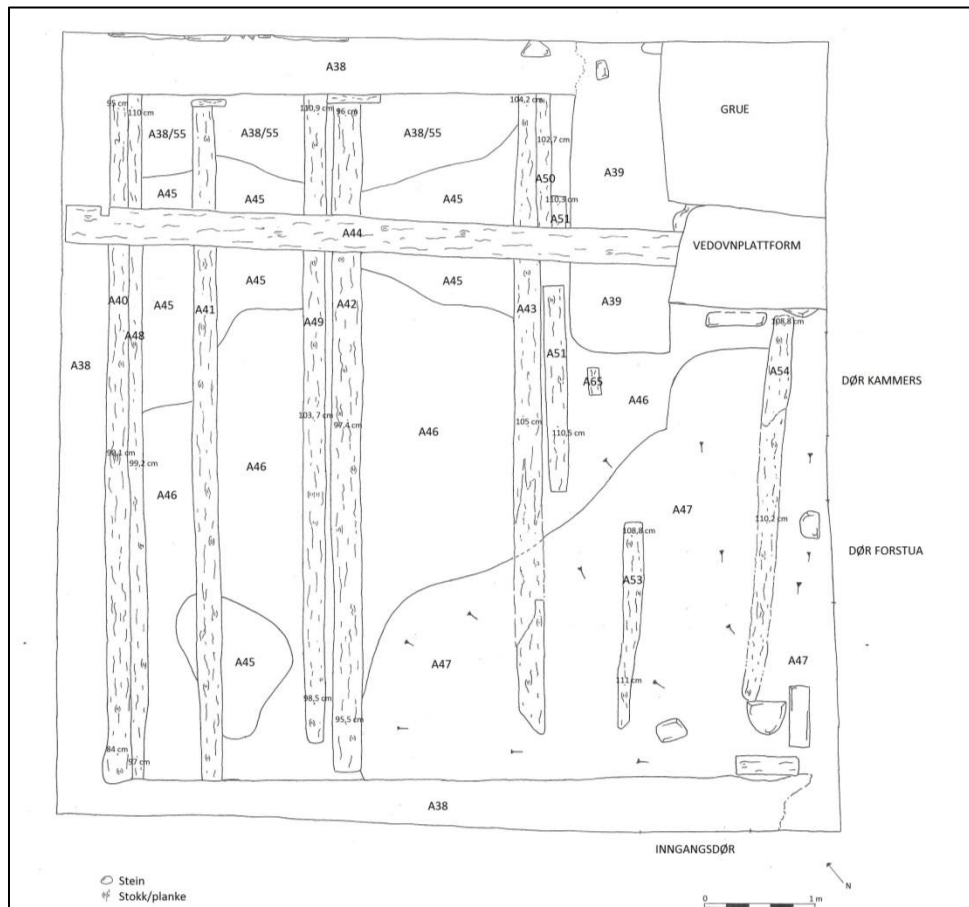 A38
95 cm
110 cm
A38/55
A38/55
110,9 cm
96 cm
A38/55
104,2 cm
102,7 cm
A39
GRUE
A45
A45
A45
A50
110,3 cm
A51
A44
VEDOVNPLATTFORM
A40
A48
A45
A41
A45
A49
A42
A45
A43
A39
A51
A38
108,8 cm
A54
DØR KAMMERS
A65
A46
103,7 cm
97,4 cm
A46
105 cm
110,5 cm
99,2 cm
A46
A46
A47
110,2 cm
108,8 cm
DØR FORSTUA
A53
A45
A47
A47
98,5 cm
95,5 cm
111 cm
84 cm
97 cm
A38
INNGANGSDØR
Stein
Stokk/planke
N
0 1 m